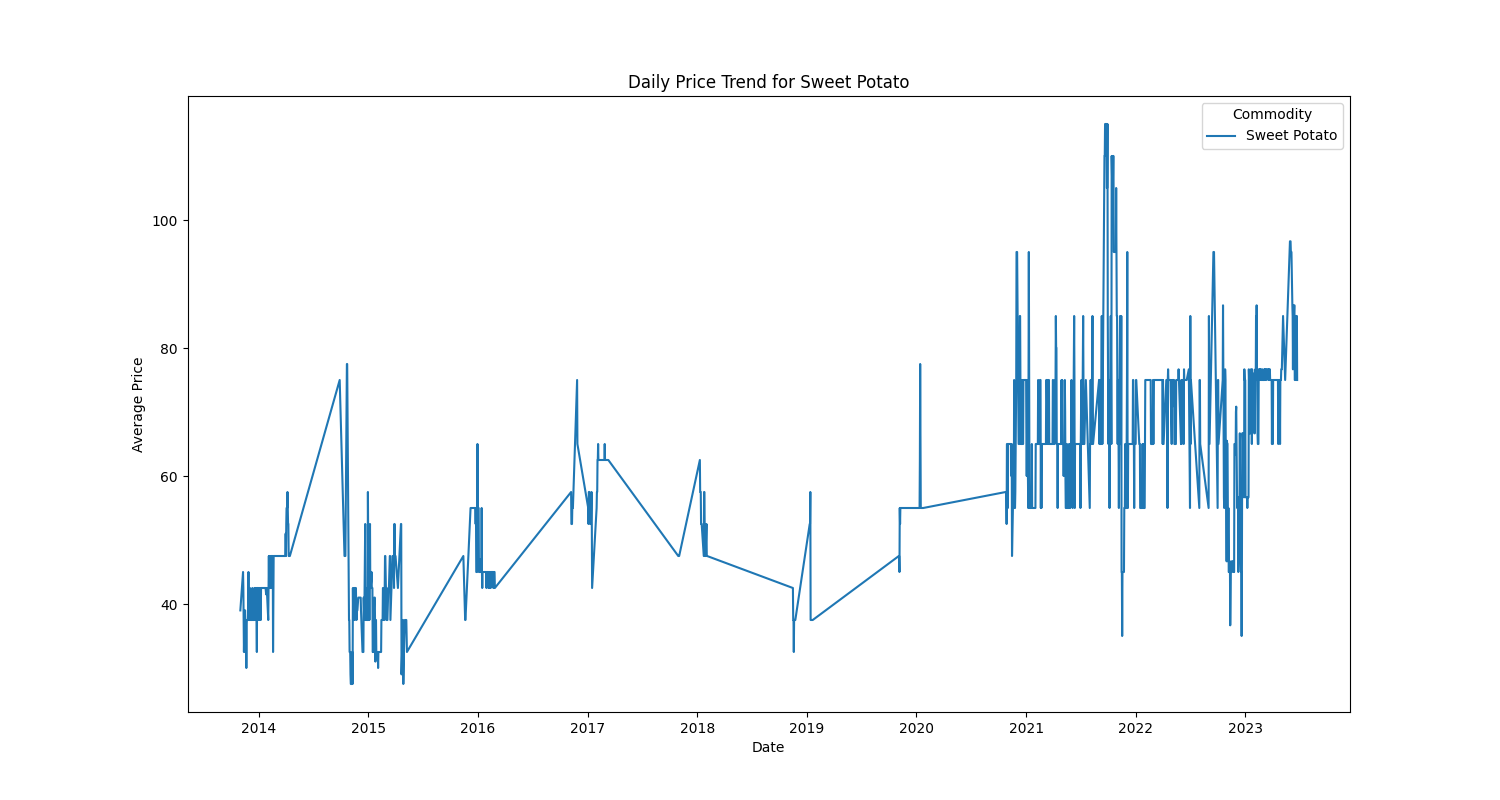 Daily Price Trend for Sweet Potato
Commodity
Sweet Potato
Average Price
100
80
60
40
2014 2015 2016 2017 2018 2019 2020 2021 2022 2023
Date